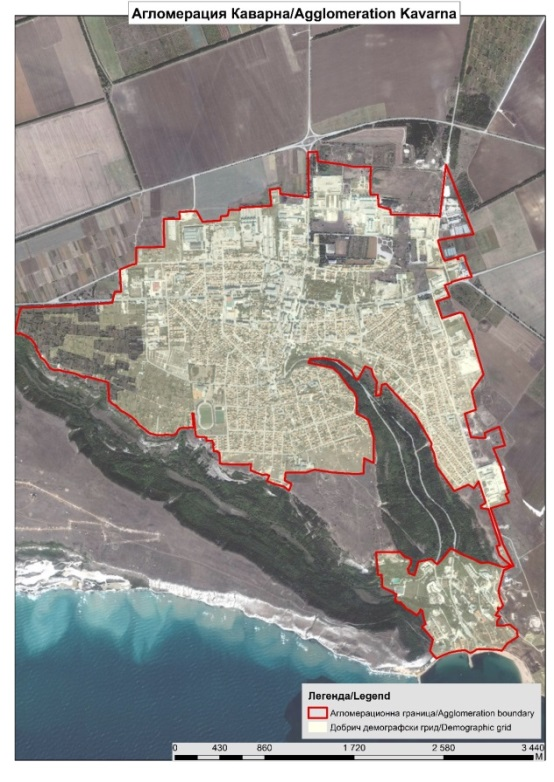 Агломерация Каварна/Agglomeration Kavarna
Легенда/Legend
Агломерационна граница/Agglomeration boundary
Добрич демографски грид/Demographic grid
0 430 860 1 720 2 580 3 440
М